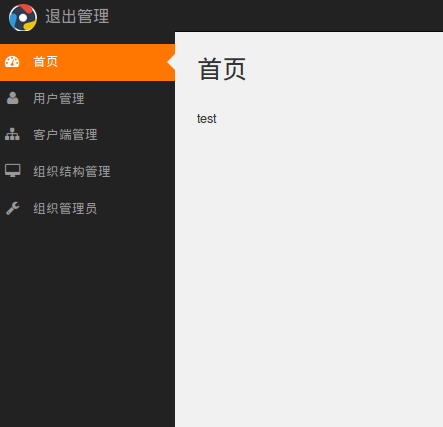 退出管理
首页
用户管理
客户端管理
组织结构管理
组织管理员
首页
test